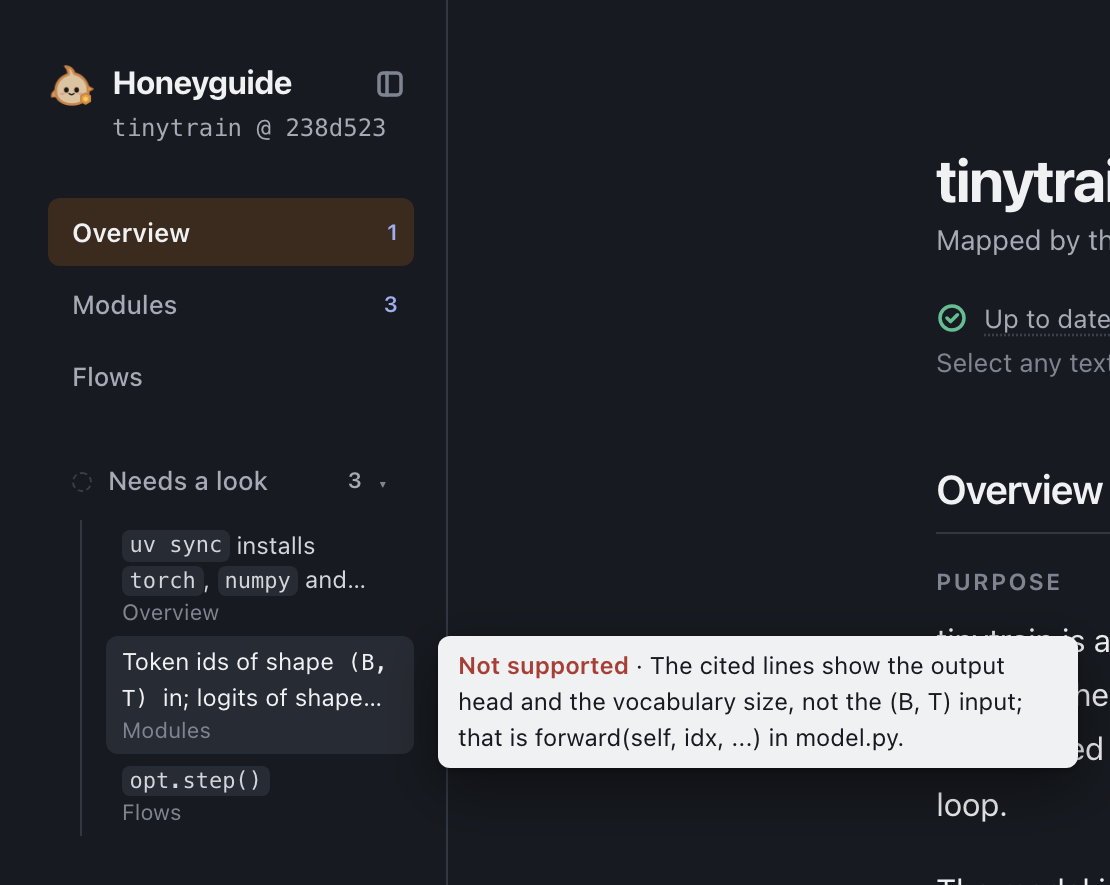 Honeyguide
tinytrain @ 238d523
Overview 1
Modules 3
Flows
Needs a look 3
uv sync installs
torch, numpy and...
Overview
Token ids of shape (B,
T) in; logits of shape...
Modules
opt.step()
Flows
Mapped by
Up to date
Select any text
Overview
PURPOSE
Not supported · The cited lines show the output
head and the vocabulary size, not the (B, T) input;
that is forward(self, idx, ...) in model.py.
loop.